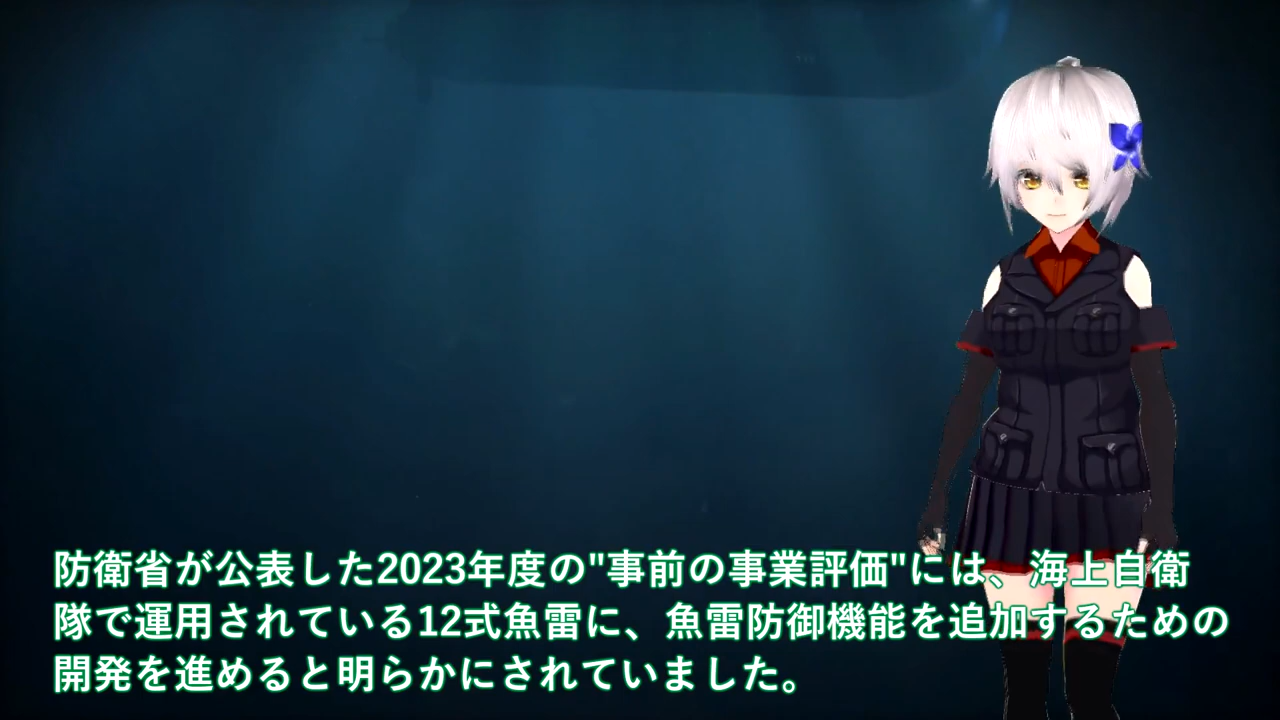 防衛省が公表した2023年度の"事前の事業評価"には、海上自衛
隊で運用されている12式魚雷に、魚雷防御機能を追加するための
開発を進めると明らかにされていました。